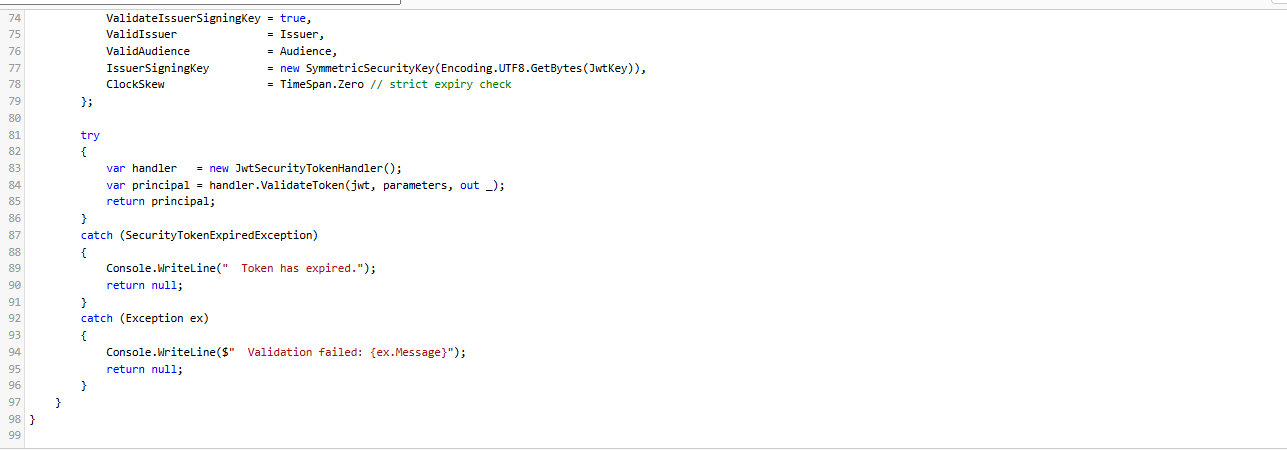 74            ValidateIssuerSigningKey = true,
75            ValidIssuer              = Issuer,
76            ValidAudience            = Audience,
77            IssuerSigningKey         = new SymmetricSecurityKey(Encoding.UTF8.GetBytes(JwtKey)),
78            ClockSkew                = TimeSpan.Zero // strict expiry check
79        };
80
81        try
82        {
83            var handler   = new JwtSecurityTokenHandler();
84            var principal = handler.ValidateToken(jwt, parameters, out _);
85            return principal;
86        }
87        catch (SecurityTokenExpiredException)
88        {
89            Console.WriteLine("  Token has expired.");
90            return null;
91        }
92        catch (Exception ex)
93        {
94            Console.WriteLine($"  Validation failed: {ex.Message}");
95            return null;
96        }
97    }
98 }
99